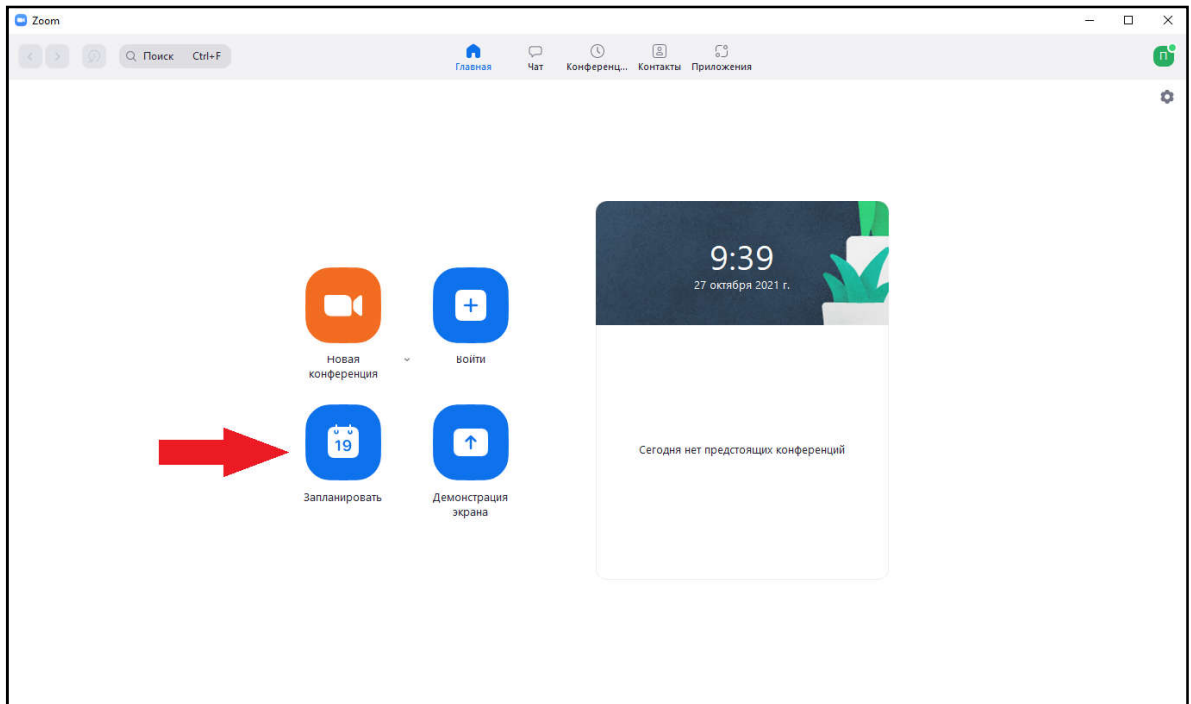 Zoom
Поиск Ctrl+F
Главная
Чат
Конференц...
Контакты
Приложения
П
9:39
27 октября 2021 г.
Новая
конференция
Войти
19
Запланировать
Демонстрация
экрана
Сегодня нет предстоящих конференций